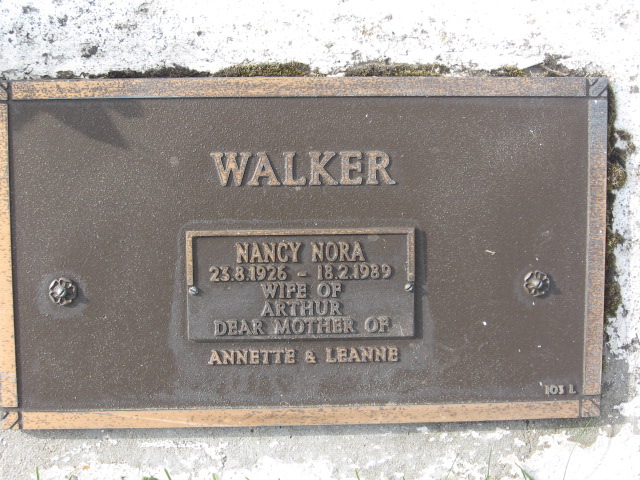 WALKER
NANCY NORA
23.8.1926 - 18.2.1989
WIFE OF
ARTHUR
DEAR MOTHER OF
ANNETTE & LEANNE
103 L